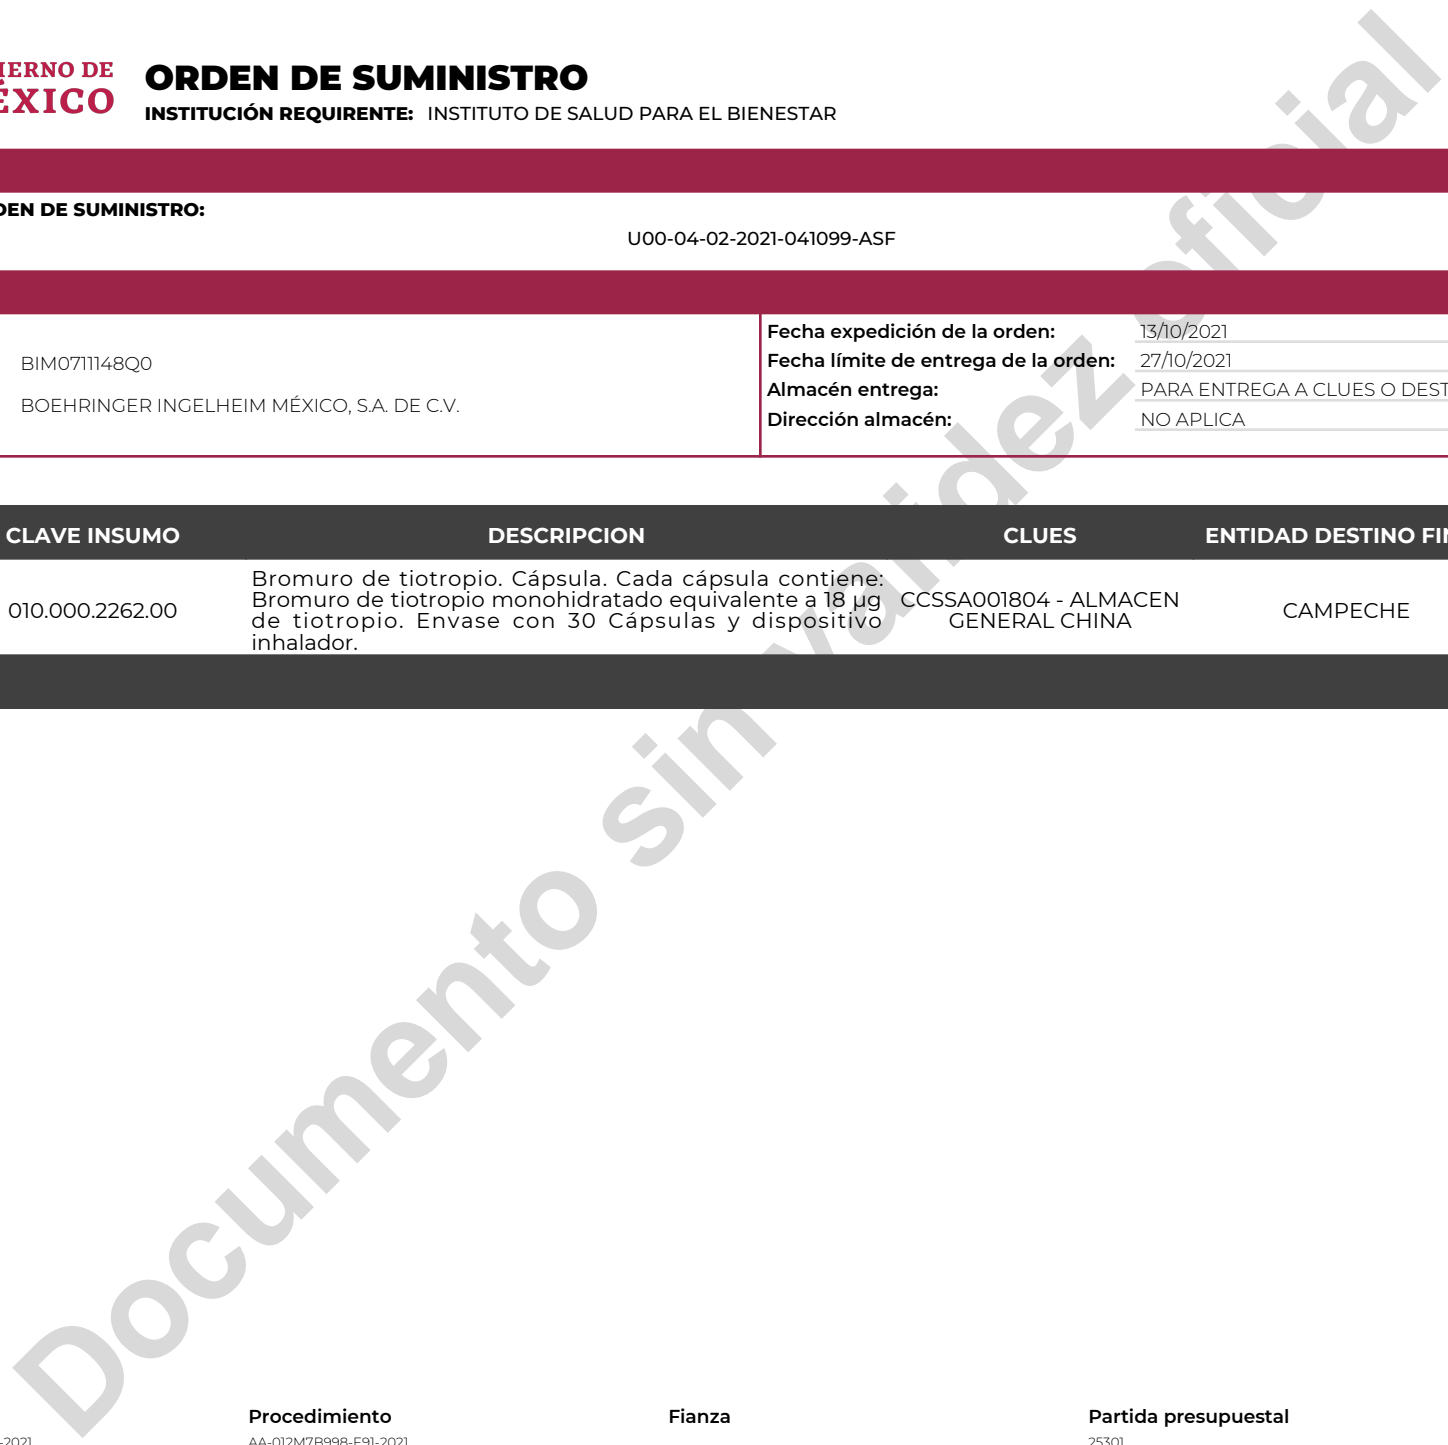 ORDEN DE SUMINISTRO
INSTITUCIÓN REQUIRENTE: INSTITUTO DE SALUD PARA EL BIENESTAR
DE SUMINISTRO:
U00-04-02-2021-041099-ASF
BIM0711148Q0
BOEHRINGER INGELHEIM MÉXICO, S.A. DE C.V.
Fecha expedición de la orden: 13/10/2021
Fecha límite de entrega de la orden: 27/10/2021
Almacén entrega: PARA ENTREGA A CLUES O DEST
Dirección almacén: NO APLICA
CLAVE INSUMO DESCRIPCION CLUES ENTIDAD DESTINO FIN
010.000.2262.00
Bromuro de tiotropio. Cápsula. Cada cápsula contiene:
Bromuro de tiotropio monohidratado equivalente a 18 µg
de tiotropio. Envase con 30 Cápsulas y dispositivo
inhalador.
CCSSA001804 - ALMACEN
GENERAL CHINA
CAMPECHE
Documento sin validez oficial
Procedimiento Fianza Partida presupuestal
-2021 AA-012M7B998-E91-2021 25301